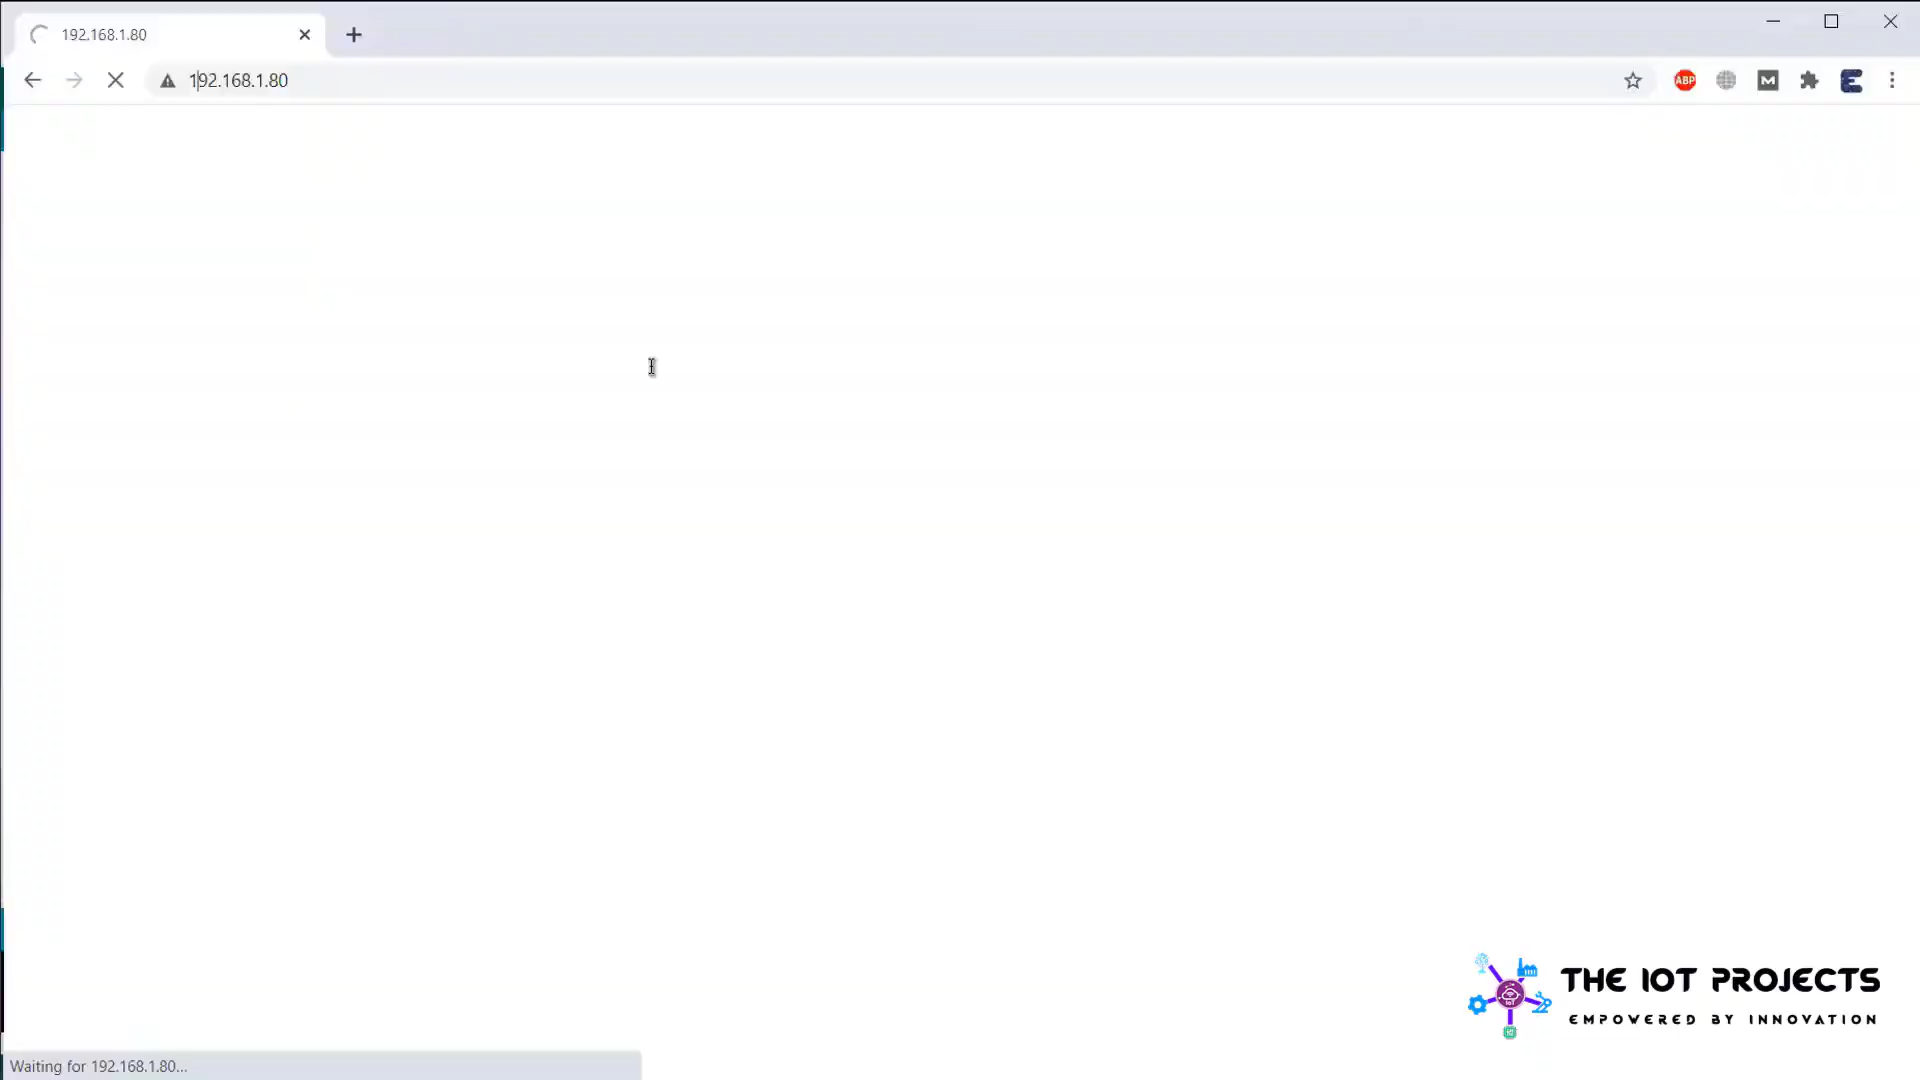 192.168.1.80
192.168.1.80
ABP
M
E
THE IOT PROJECTS
EMPOWERED BY INNOVATION
Waiting for 192.168.1.80...